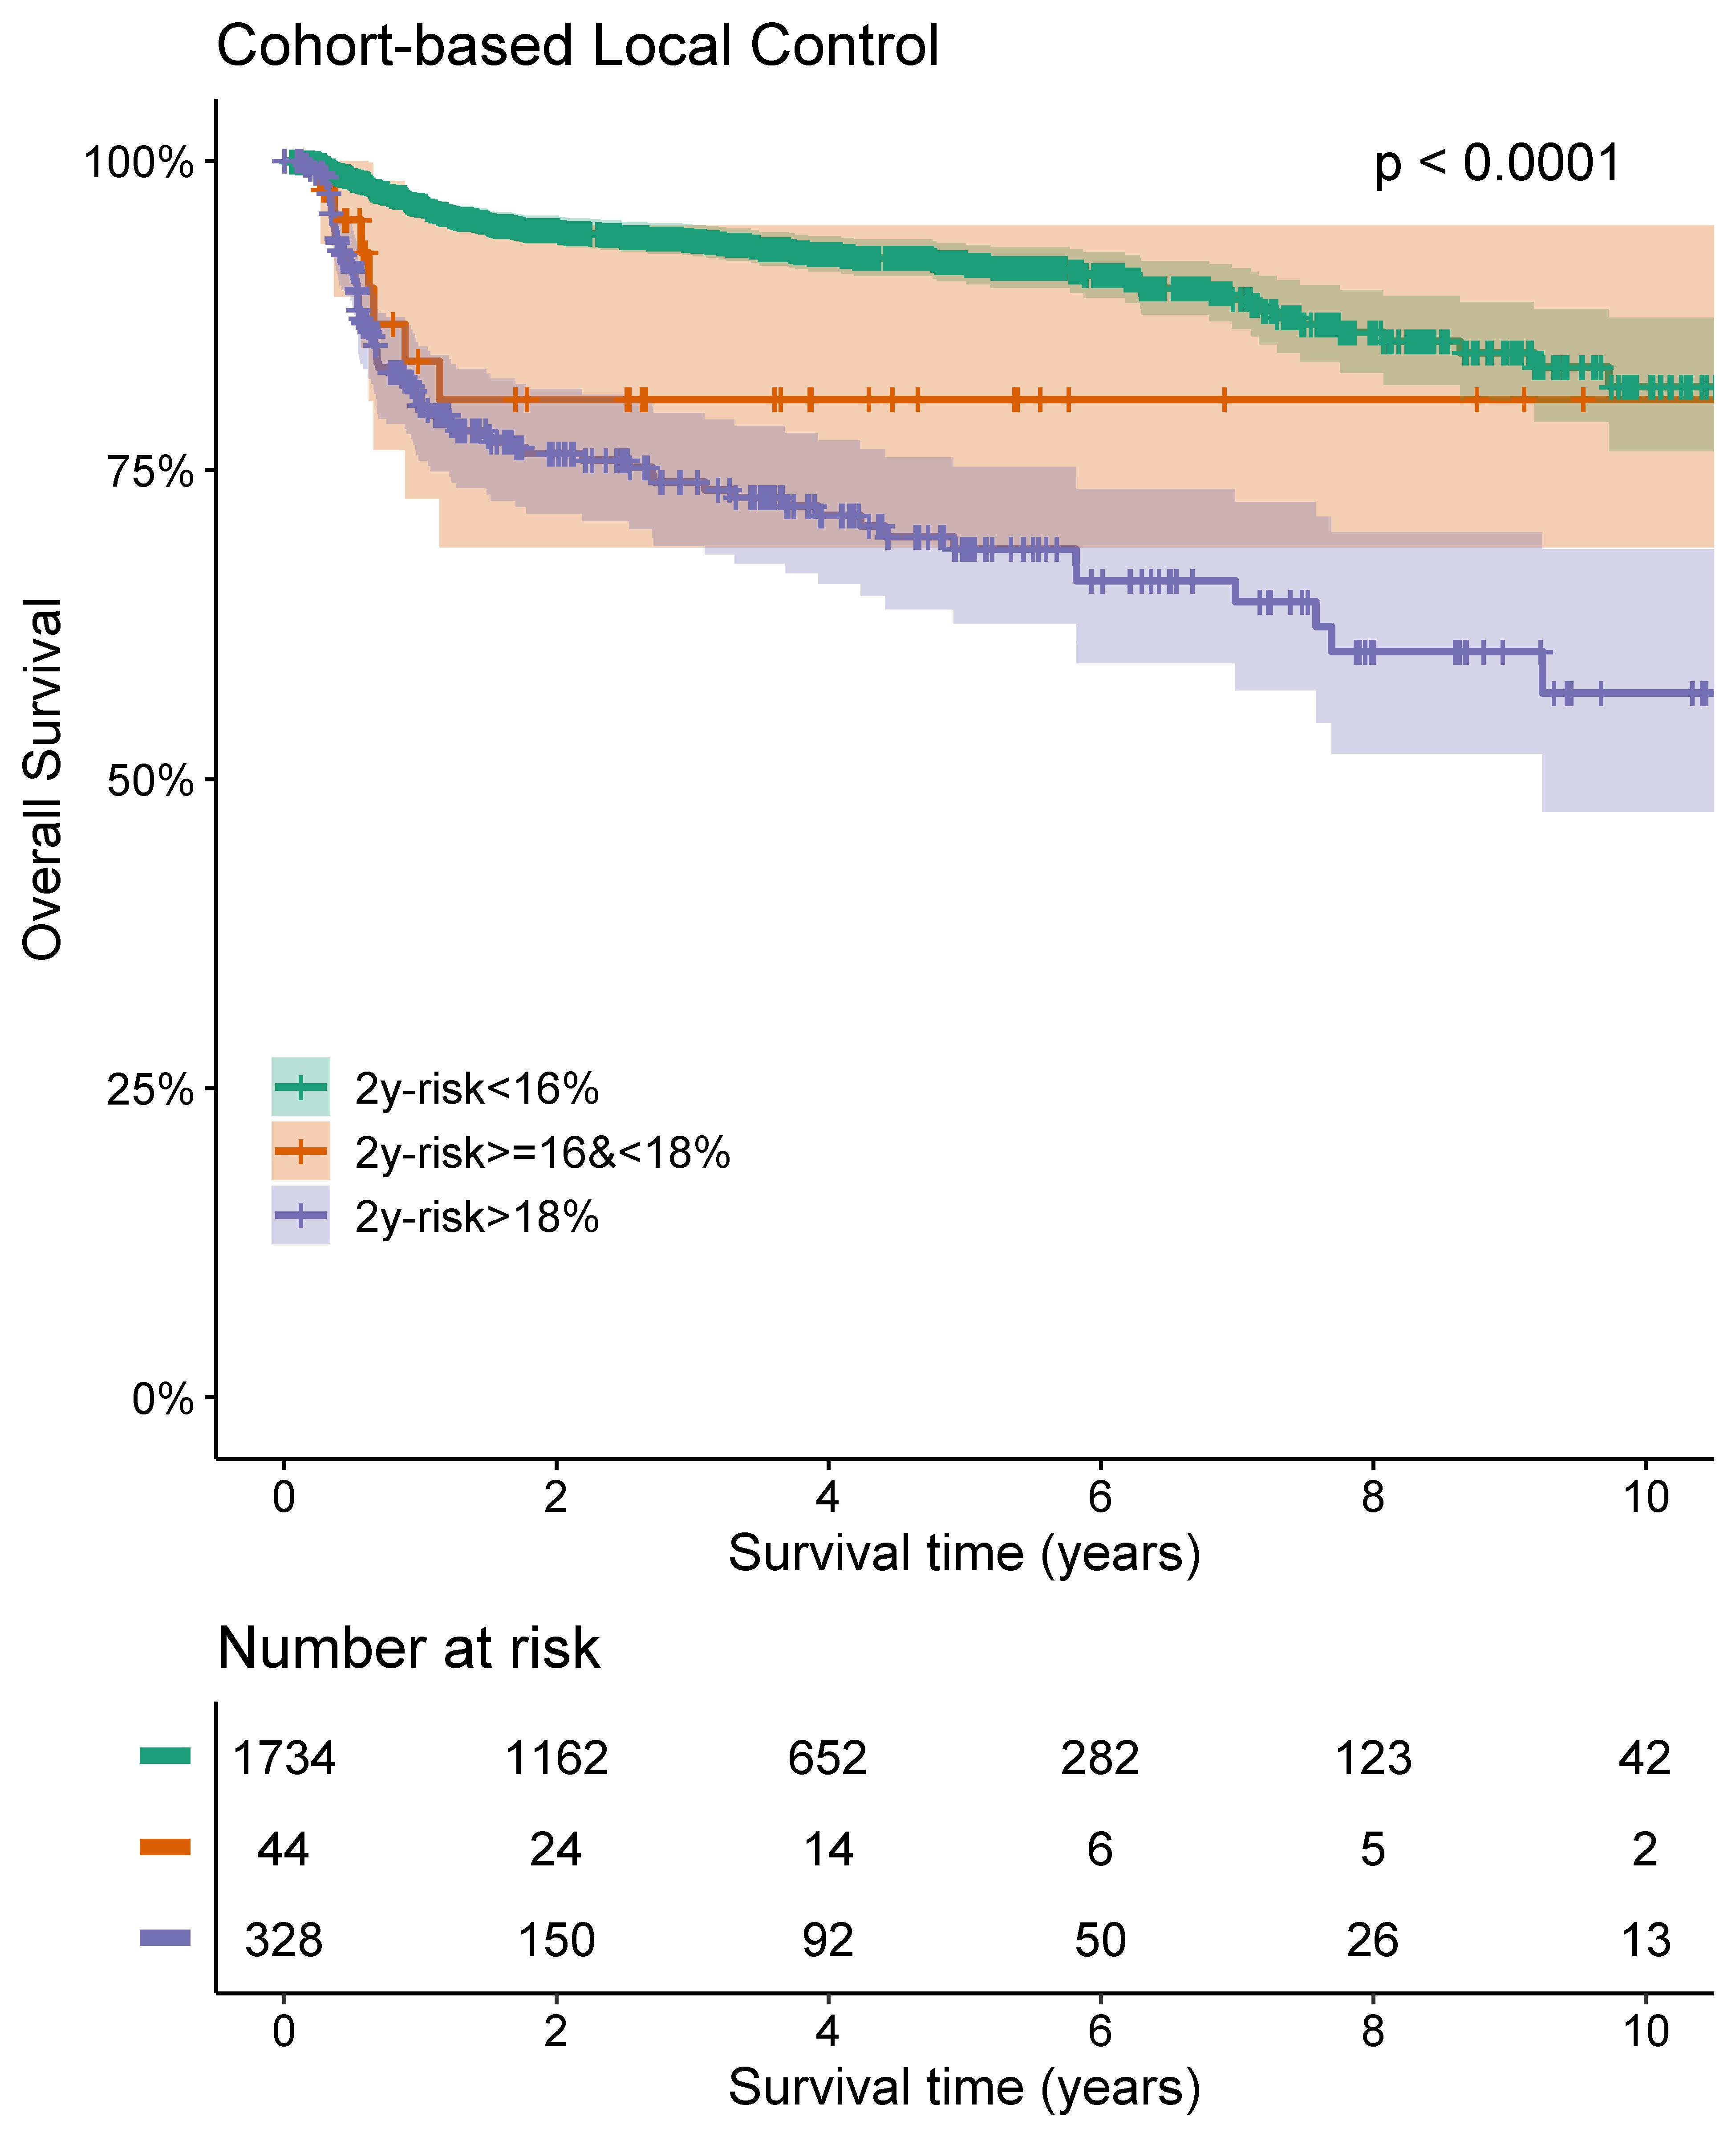 Cohort-based Local Control
p < 0.0001
Overall Survival
100%
75%
50%
25%
0%
2y-risk<16%
2y-risk>=16&<18%
2y-risk>18%
0 2 4 6 8 10
Survival time (years)
Number at risk
1734 1162 652 282 123 42
44 24 14 6 5 2
328 150 92 50 26 13
0 2 4 6 8 10
Survival time (years)